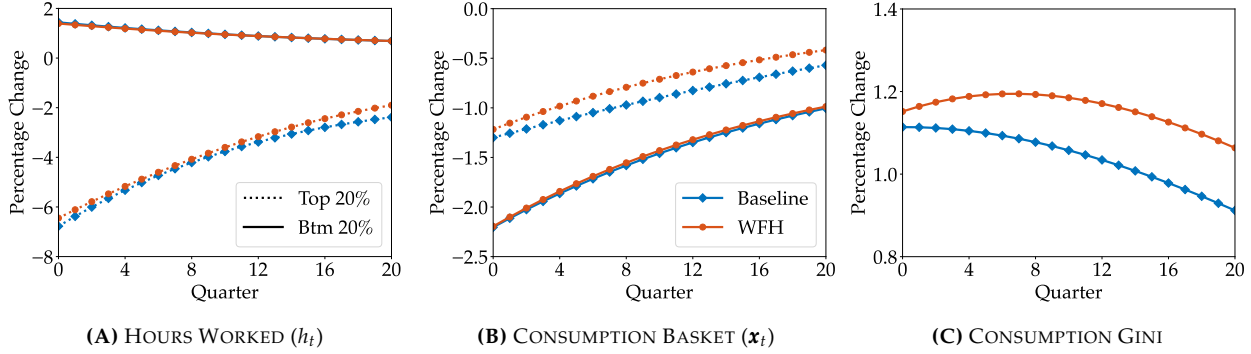 Percentage Change
2
0
−2
−4
−6
−8
0 4 8 12 16 20
Quarter
Top 20%
Btm 20%
(A) HOURS WORKED (hₜ)
Percentage Change
0.0
−0.5
−1.0
−1.5
−2.0
−2.5
0 4 8 12 16 20
Quarter
Baseline
WFH
(B) CONSUMPTION BASKET (𝒙ₜ)
Percentage Change
1.4
1.2
1.0
0.8
0 4 8 12 16 20
Quarter
(C) CONSUMPTION GINI